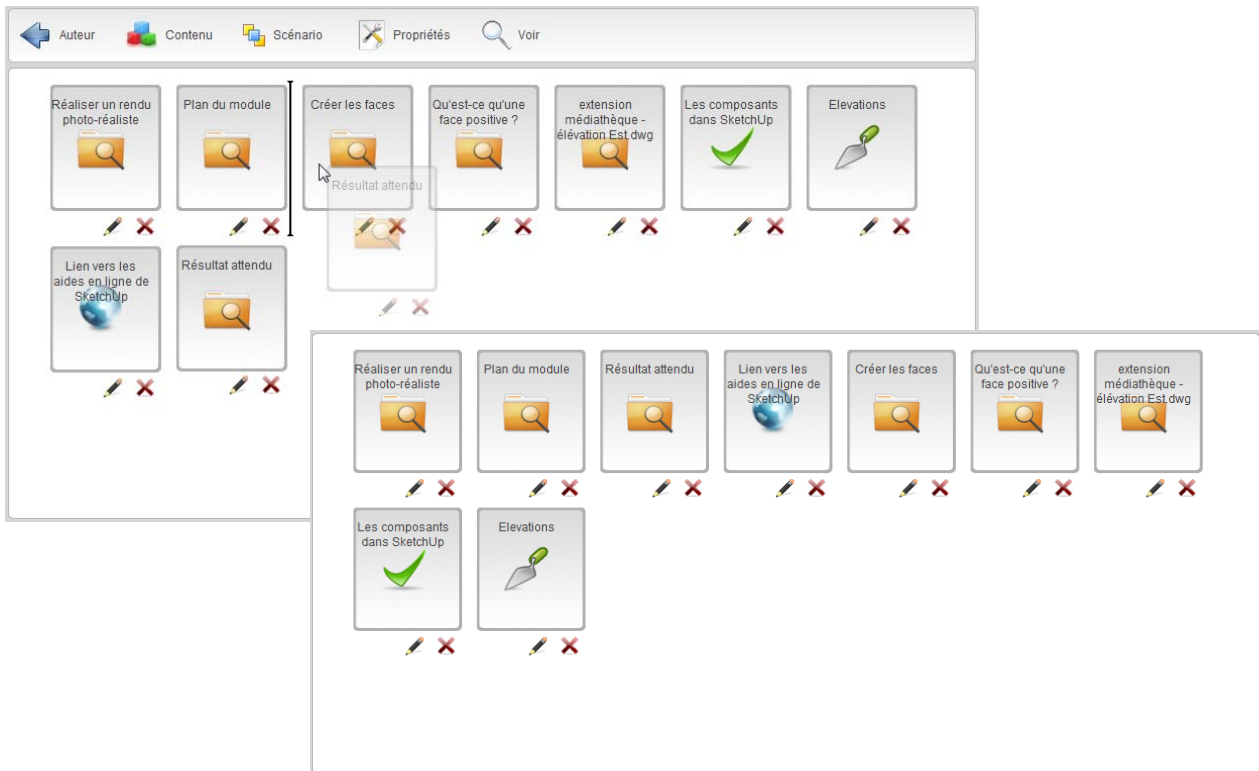 Auteur
Contenu
Scénario
Propriétés
Voir
Réaliser un rendu
photo-réaliste
Plan du module
Créer les faces
Qu'est-ce qu'une
face positive ?
extension
médiathèque -
élévation Est.dwg
Les composants
dans SketchUp
Elevations
Résultat attendu
Lien vers les
aides en ligne de
SketchUp
Résultat attendu
Réaliser un rendu
photo-réaliste
Plan du module
Résultat attendu
Lien vers les
aides en ligne de
SketchUp
Créer les faces
Qu'est-ce qu'une
face positive ?
extension
médiathèque -
élévation Est.dwg
Les composants
dans SketchUp
Elevations